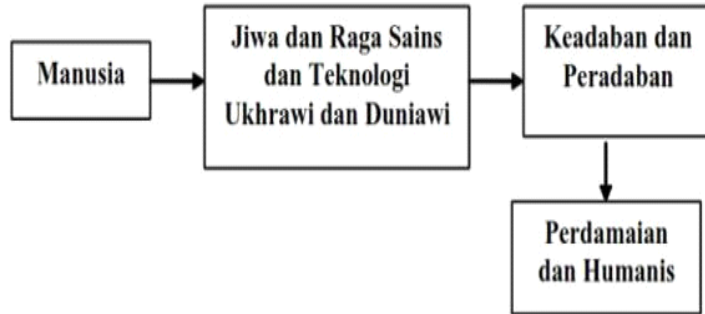 Manusia
Jiwa dan Raga Sains
dan Teknologi
Ukhrawi dan Duniawi
Keadaban dan
Peradaban
Perdamaian
dan Humanis